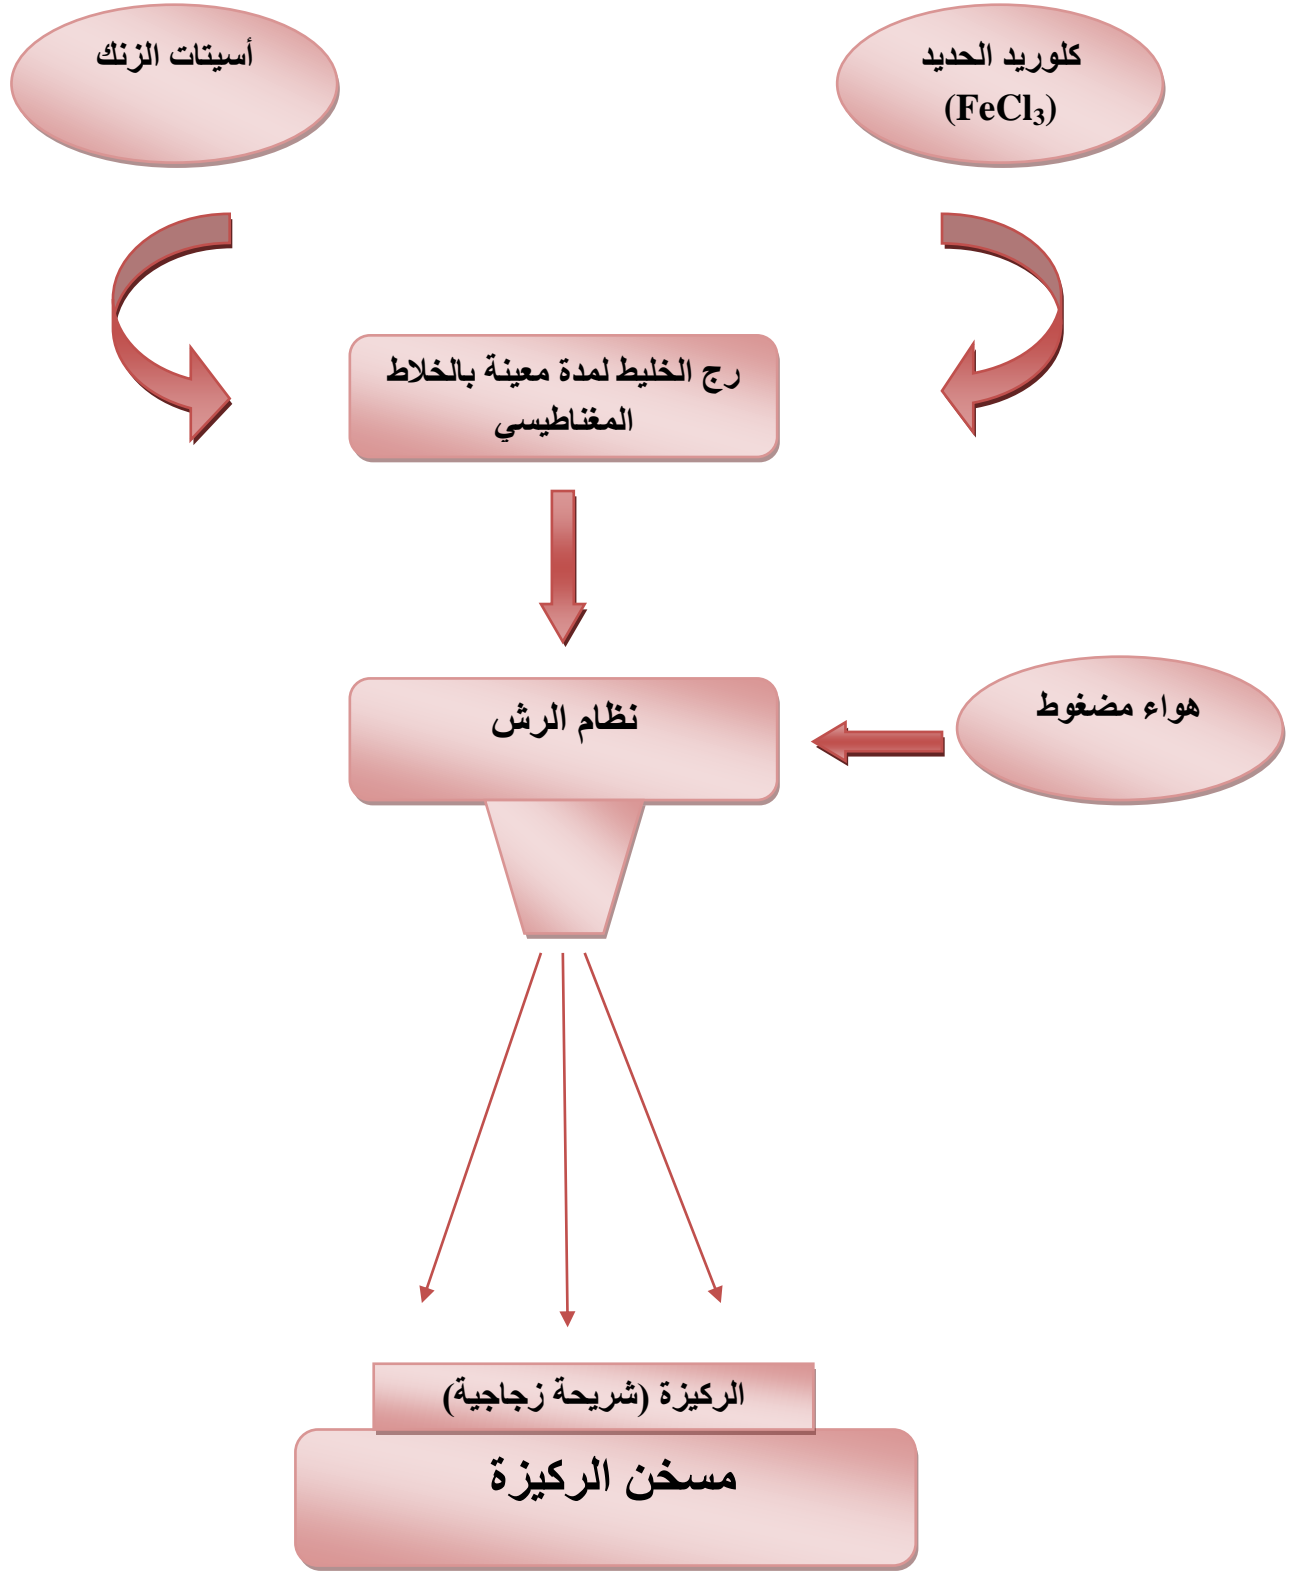 كلوريد الحديد
(FeCl₃)
أسيتات الزنك
رج الخليط لمدة معينة بالخلاط
المغناطيسي
هواء مضغوط
نظام الرش
الركيزة (شريحة زجاجية)
مسخن الركيزة